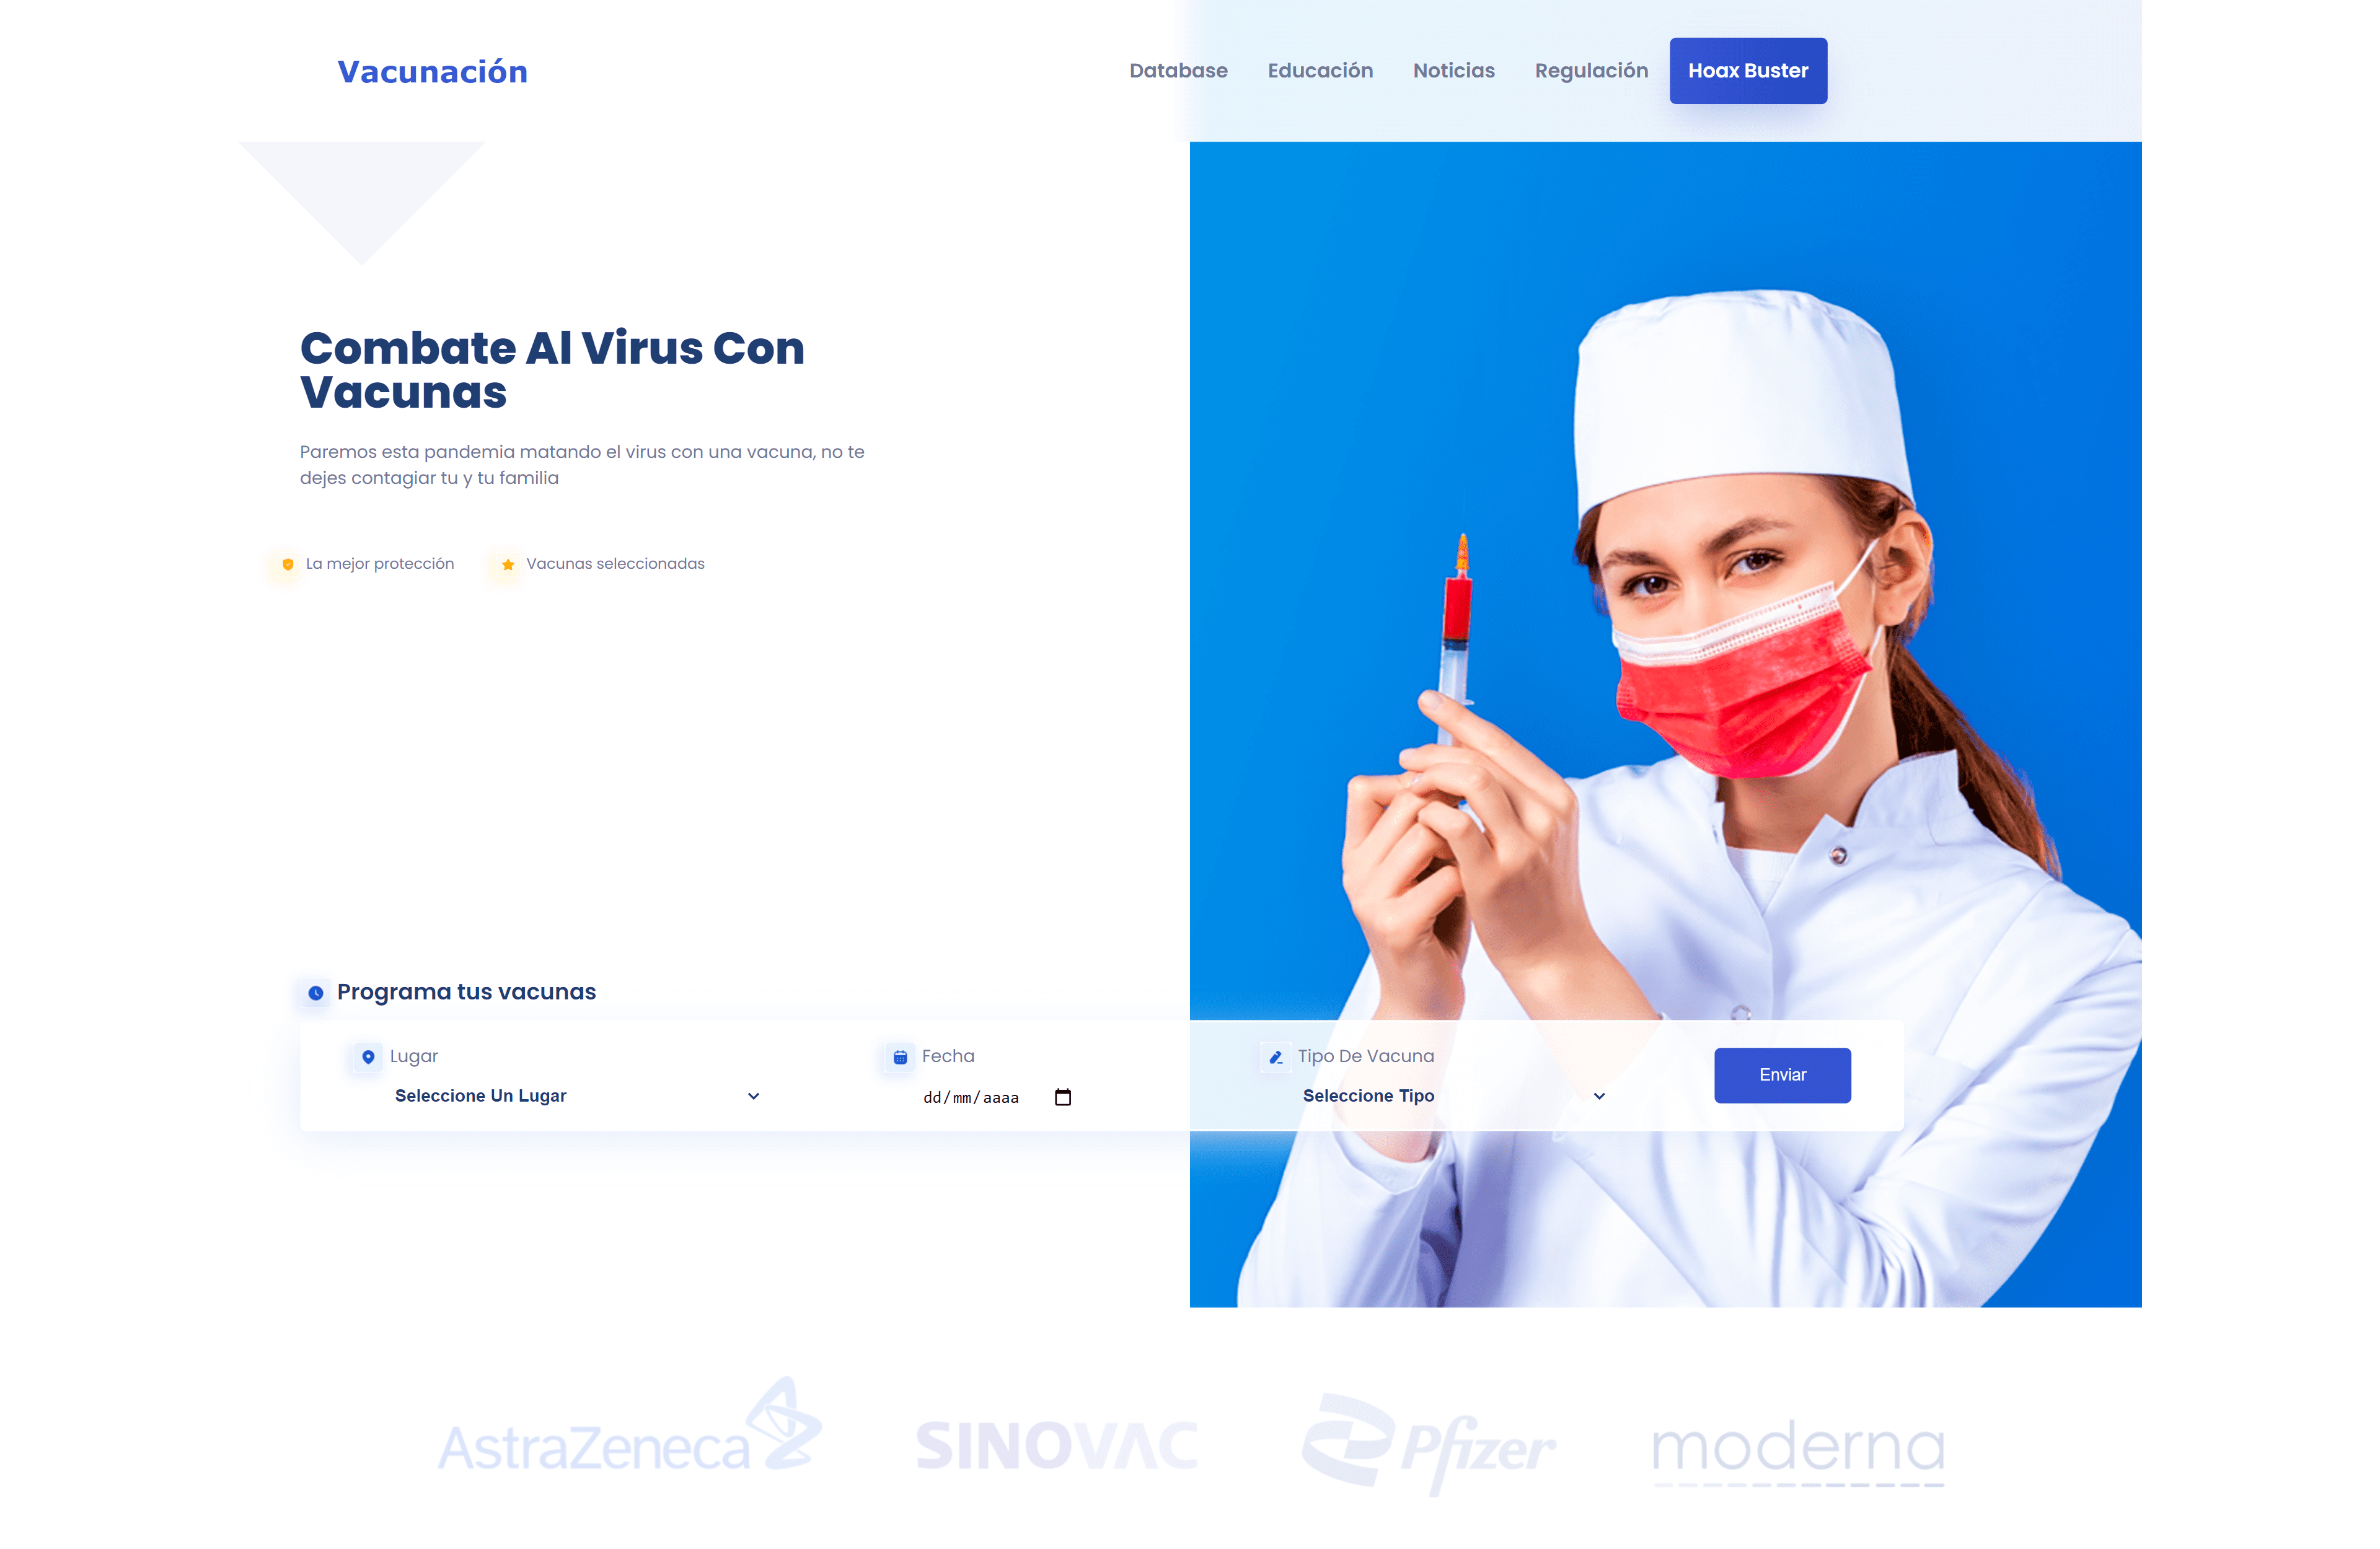 Vacunación
Database
Educación
Noticias
Regulación
Hoax Buster
Combate Al Virus Con
Vacunas
Paremos esta pandemia matando el virus con una vacuna, no te
dejes contagiar tu y tu familia
La mejor protección
Vacunas seleccionadas
Programa tus vacunas
Lugar
Fecha
Tipo De Vacuna
Seleccione Un Lugar
dd/mm/aaaa
Seleccione Tipo
Enviar
AstraZeneca
SINOVAC
Pfizer
moderna